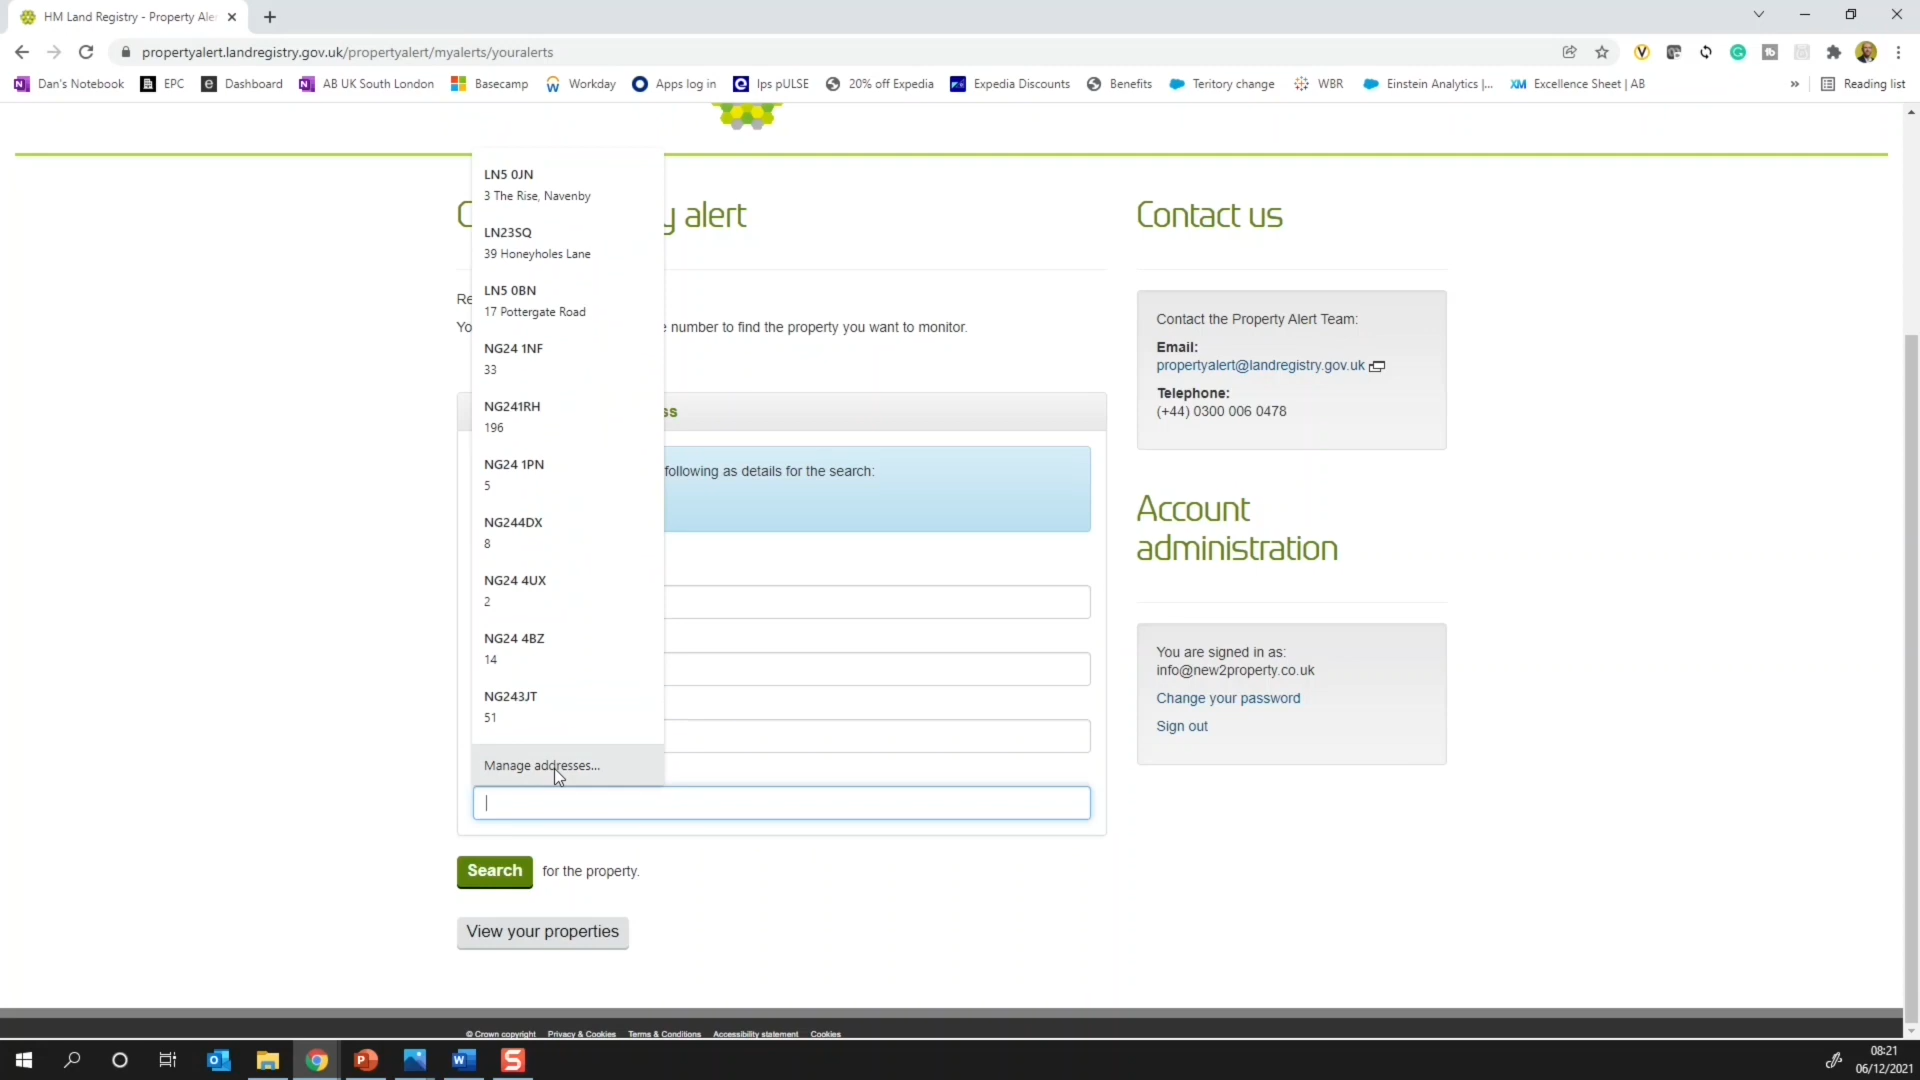 HM Land Registry - Property Aler
propertyalert.landregistry.gov.uk/propertyalert/myalerts/youralerts
Dan's Notebook EPC Dashboard AB UK South London Basecamp Workday Apps log in Ips pULSE 20% off Expedia Expedia Discounts Benefits Teritory change WBR Einstein Analytics |... XM Excellence Sheet | AB » Reading list
y alert
Re
Yo
number to find the property you want to monitor.
ss
following as details for the search:
LN5 0JN
3 The Rise, Navenby
LN23SQ
39 Honeyholes Lane
LN5 0BN
17 Pottergate Road
NG24 1NF
33
NG241RH
196
NG24 1PN
5
NG244DX
8
NG24 4UX
2
NG24 4BZ
14
NG243JT
51
Manage addresses...
Search for the property.
View your properties
Contact us
Contact the Property Alert Team:
Email:
propertyalert@landregistry.gov.uk
Telephone:
(+44) 0300 006 0478
Account
administration
You are signed in as:
info@new2property.co.uk
Change your password
Sign out
© Crown copyright Privacy & Cookies Terms & Conditions Accessibility statement Cookies
08:21
06/12/2021